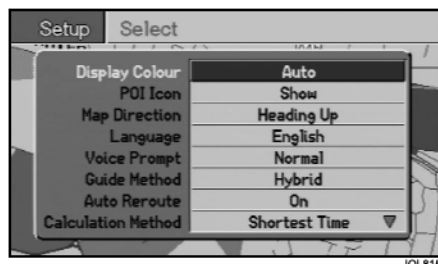 Setup Select
Display Colour Auto
POI Icon Show
Map Direction Heading Up
Language English
Voice Prompt Normal
Guide Method Hybrid
Auto Reroute On
Calculation Method Shortest Time